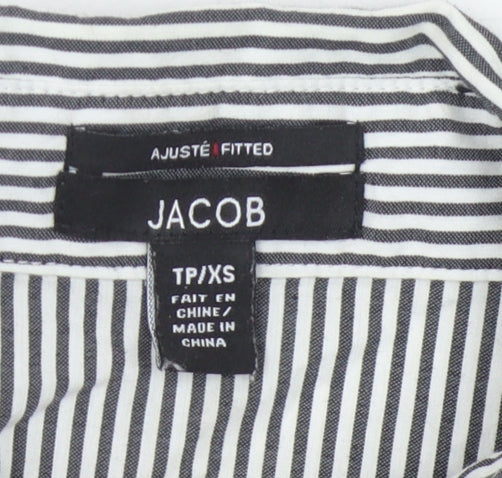 AJUSTÉ FITTED
JACOB
TP/XS
FAIT EN
CHINE/
MADE IN
CHINA